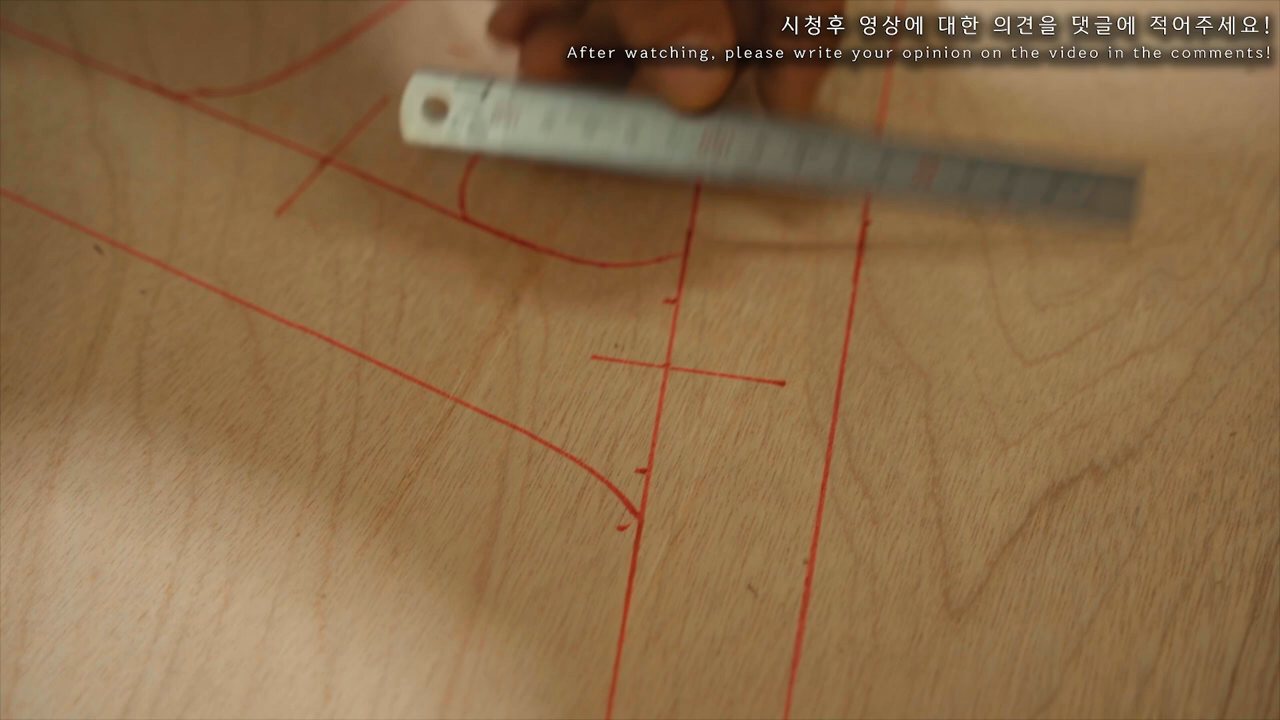 시청후 영상에 대한 의견을 댓글에 적어주세요!
After watching, please write your opinion on the video in the comments!